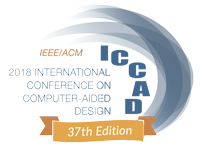 IEEE/ACM
2018 INTERNATIONAL
CONFERENCE ON
COMPUTER-AIDED
DESIGN
ICCAD
37th Edition